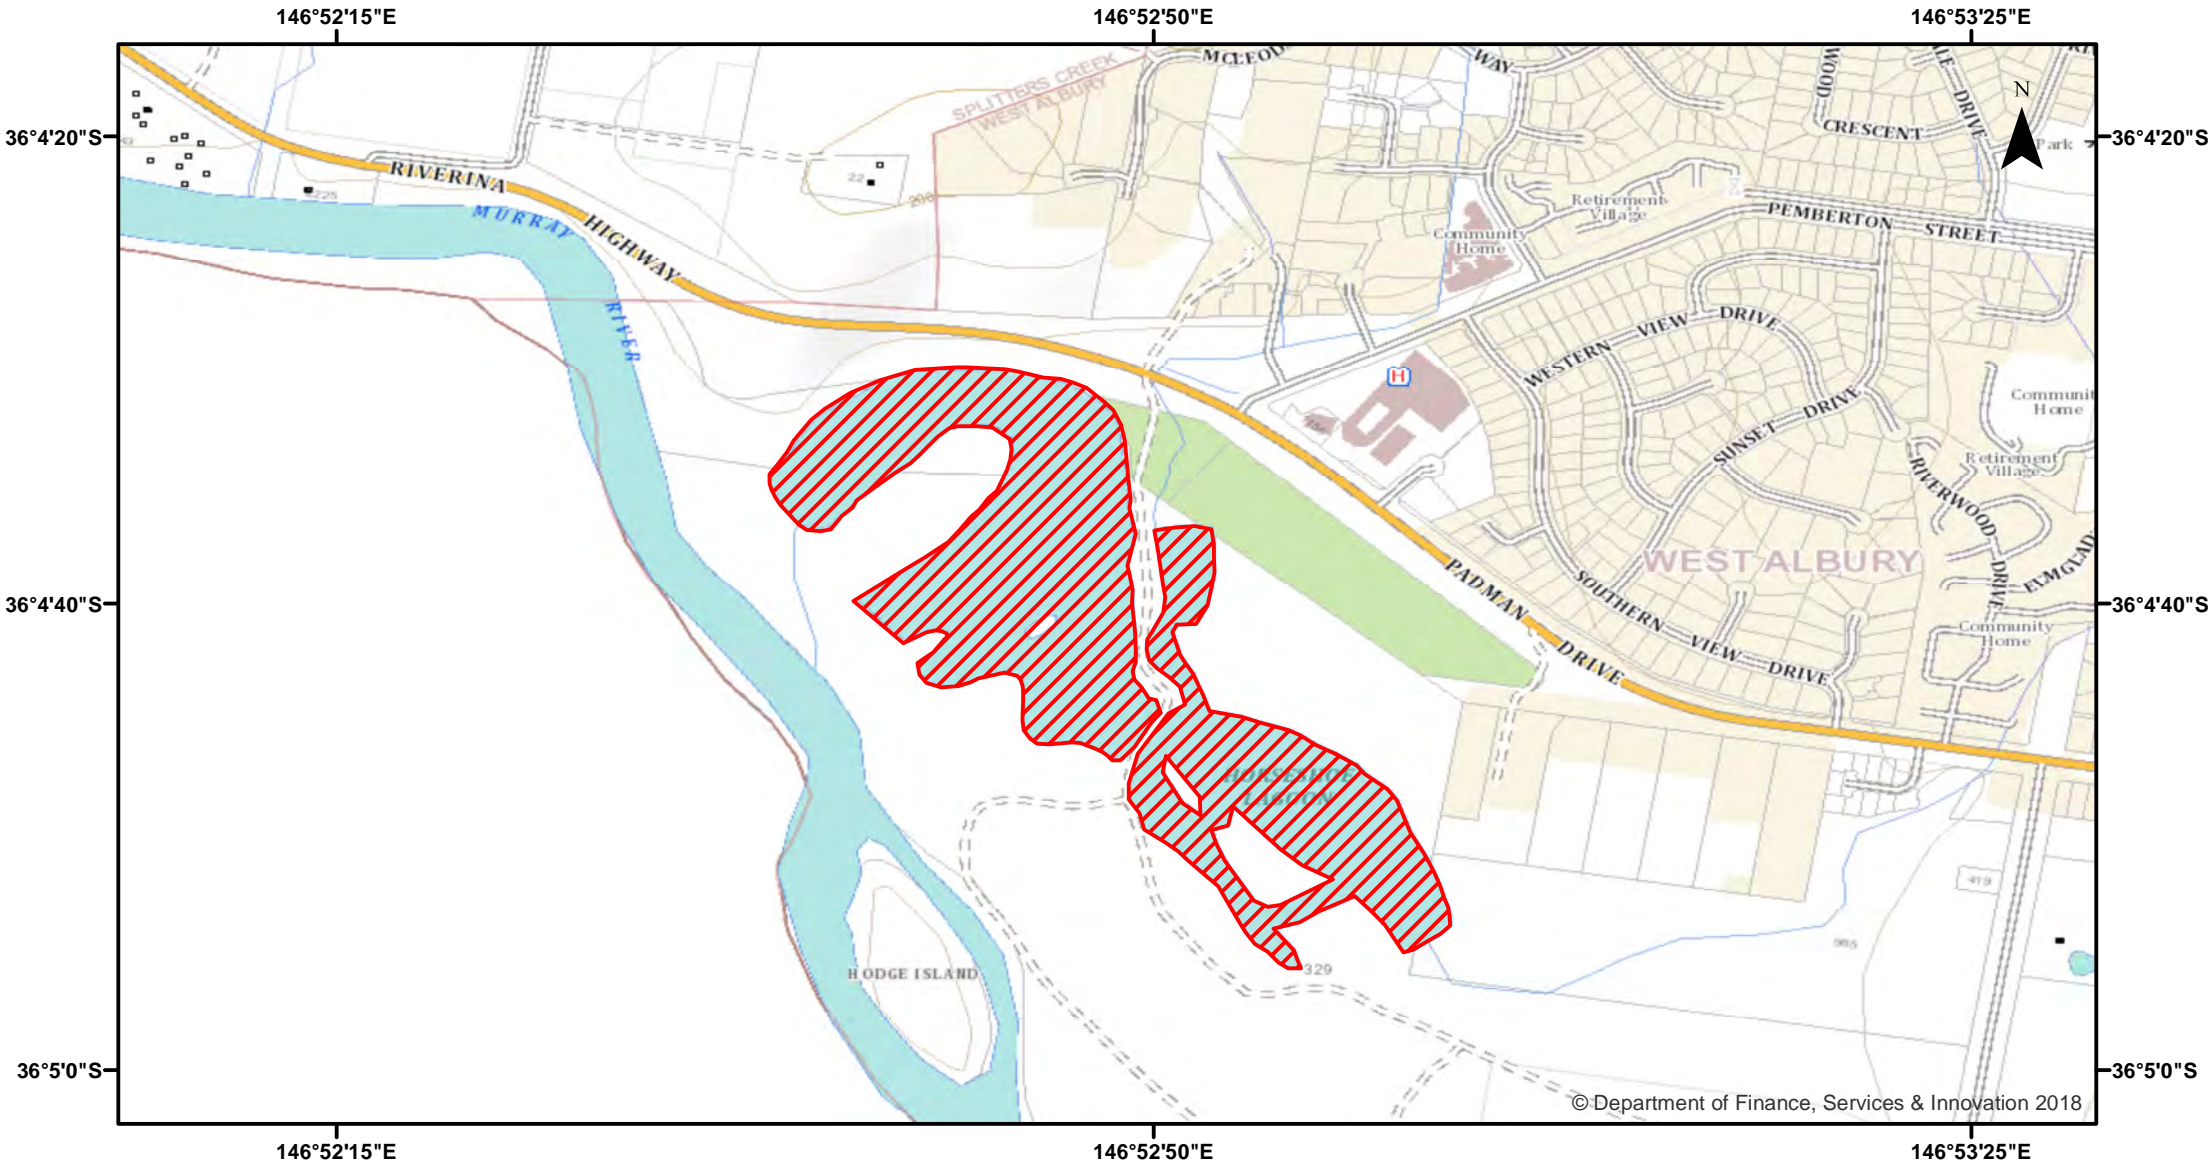 146°52'15"E
146°52'50"E
146°53'25"E
36°4'20"S
36°4'20"S
MCLEOD
WAY
SPLITTERS CREEK
WEST ALBURY
CRESCENT
DRIVE
N
Park
RIVERINA
HIGHWAY
225
22
200
MURRAY
RIVER
Retirement
Village
Community
Home
PEMBERTON STREET
WESTERN VIEW DRIVE
H
SUNSET DRIVE
Home
Retirement
Village
RIVERWOOD DRIVE
WEST ALBURY
36°4'40"S
36°4'40"S
PADMAN DRIVE
SOUTHERN VIEW DRIVE
Community
Home
HORSESHOE
LAGOON
419
HODGE ISLAND
329
36°5'0"S
36°5'0"S
© Department of Finance, Services & Innovation 2018
146°52'15"E
146°52'50"E
146°53'25"E